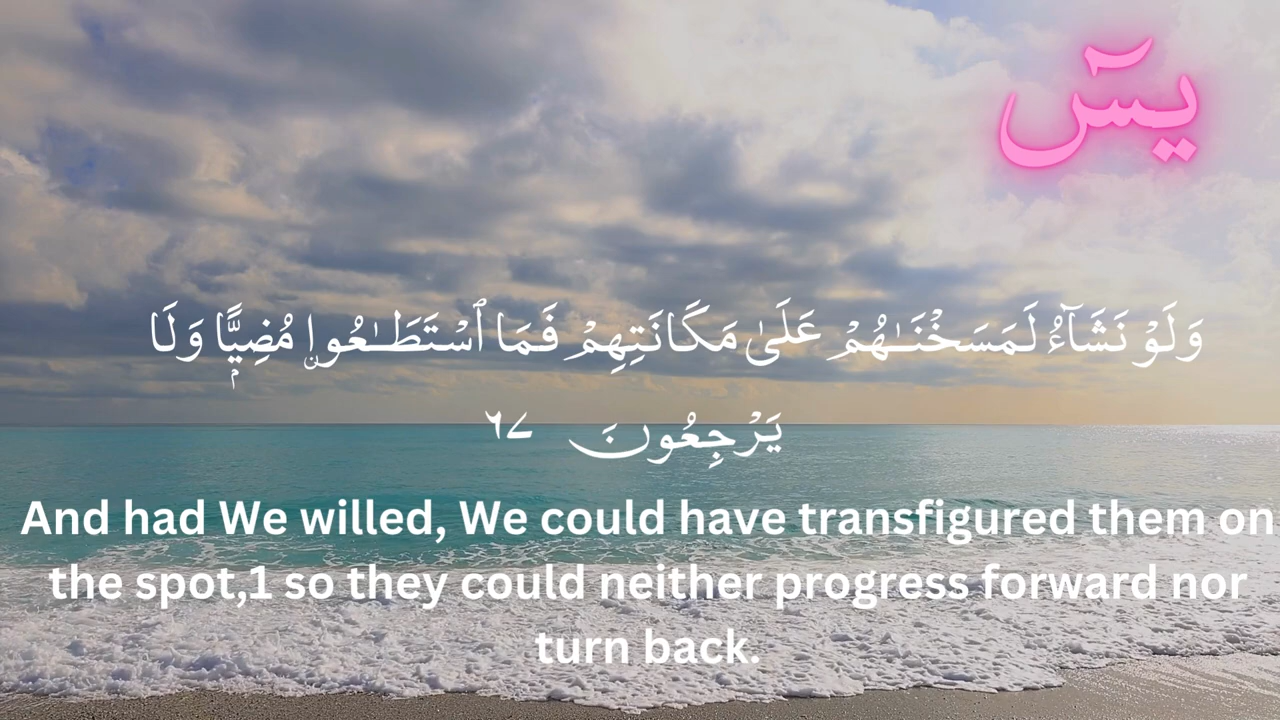 يسٓ
وَلَوْ نَشَآءُ لَمَسَخْنَـٰهُمْ عَلَىٰ مَكَانَتِهِمْ فَمَا ٱسْتَطَـٰعُوا۟ مُضِيًّۭا وَلَا
يَرْجِعُونَ ٦٧
And had We willed, We could have transfigured them on
the spot,1 so they could neither progress forward nor
turn back.